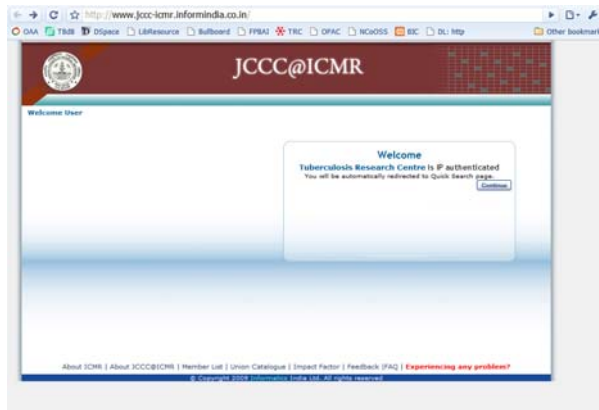 http://www.jccc-icmr.informindia.co.in/
OAA TBdB DSpace LibResource Bullboard FPBAI TRC OPAC NCoOSS BIC DL: http Other bookmark
JCCC@ICMR
Welcome User
Welcome
Tuberculosis Research Centre is IP authenticated
You will be automatically redirected to Quick Search page.
Continue
About ICMR | About JCCC@ICMR | Member List | Union Catalogue | Impact Factor | Feedback |FAQ | Experiencing any problem?
© Copyright 2009 Informatics India Ltd. All rights reserved